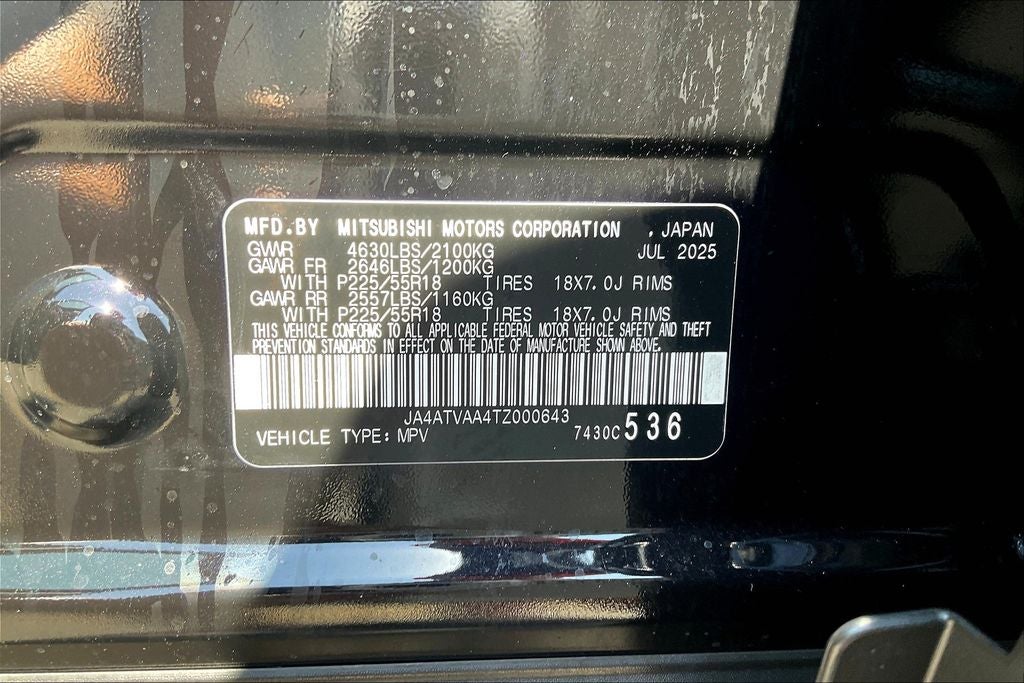 MFD.BY MITSUBISHI MOTORS CORPORATION , JAPAN
GWR 4630LBS/2100KG JUL 2025
GAWR FR 2646LBS/1200KG
WITH P225/55R18 TIRES 18X7.0J RIMS
GAWR RR 2557LBS/1160KG
WITH P225/55R18 TIRES 18X7.0J RIMS
THIS VEHICLE CONFORMS TO ALL APPLICABLE FEDERAL MOTOR VEHICLE SAFETY AND THEFT
PREVENTION STANDARDS IN EFFECT ON THE DATE OF MANUFACTURE SHOWN ABOVE.
JA4ATVAA4TZ000643
VEHICLE TYPE: MPV 7430C 536